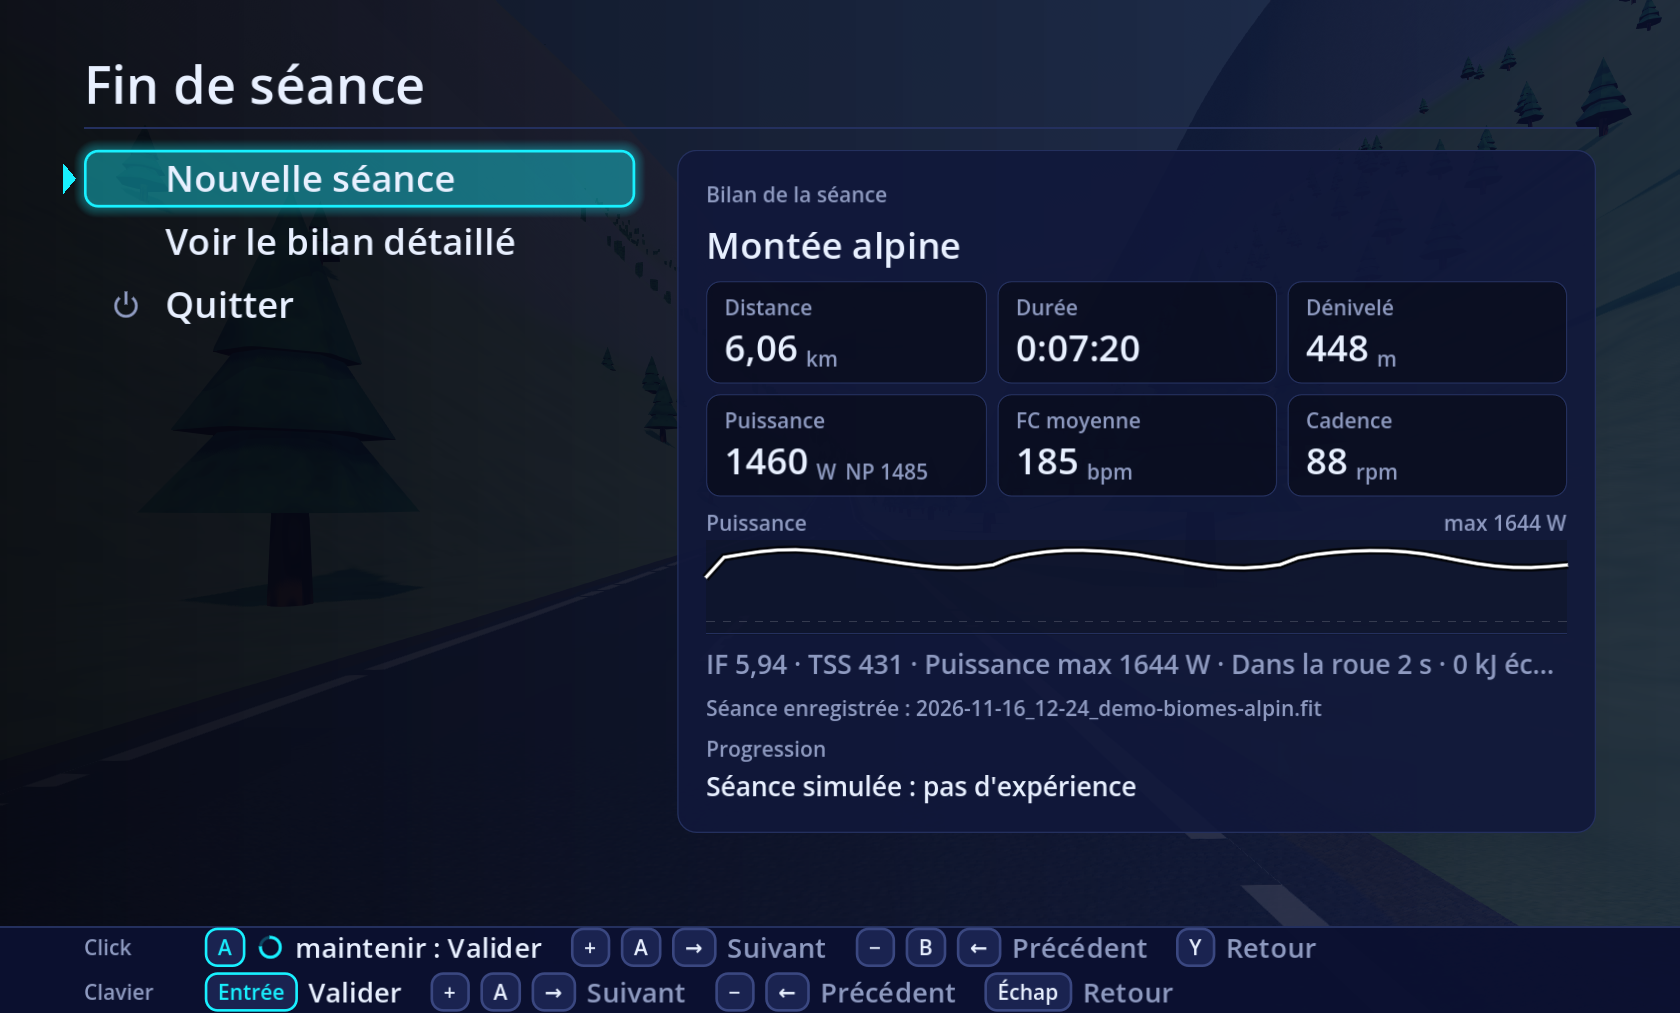 Fin de séance
Nouvelle séance
Voir le bilan détaillé
Quitter
Bilan de la séance
Montée alpine
Distance
6,06 km
Durée
0:07:20
Dénivelé
448 m
Puissance
1460 W NP 1485
FC moyenne
185 bpm
Cadence
88 rpm
Puissance max 1644 W
IF 5,94 · TSS 431 · Puissance max 1644 W · Dans la roue 2 s · 0 kJ éc...
Séance enregistrée : 2026-11-16_12-24_demo-biomes-alpin.fit
Progression
Séance simulée : pas d'expérience
Click A maintenir : Valider + A → Suivant − B ← Précédent Y Retour
Clavier Entrée Valider + A → Suivant − ← Précédent Échap Retour